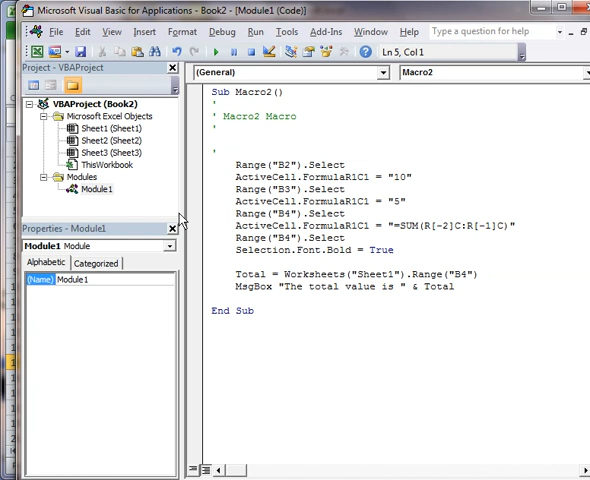 Microsoft Visual Basic for Applications - Book2 - [Module1 (Code)]
File Edit View Insert Format Debug Run Tools Add-Ins Window Help Type a question for help
Ln 5, Col 1
Project - VBAProject
VBAProject (Book2)
Microsoft Excel Objects
Sheet1 (Sheet1)
Sheet2 (Sheet2)
Sheet3 (Sheet3)
ThisWorkbook
Modules
Module1
Properties - Module1
Module1 Module
Alphabetic Categorized
(Name) Module1
(General) Macro2
Sub Macro2()
'
' Macro2 Macro
'
'
Range("B2").Select
ActiveCell.FormulaR1C1 = "10"
Range("B3").Select
ActiveCell.FormulaR1C1 = "5"
Range("B4").Select
ActiveCell.FormulaR1C1 = "=SUM(R[-2]C:R[-1]C)"
Range("B4").Select
Selection.Font.Bold = True
Total = Worksheets("Sheet1").Range("B4")
MsgBox "The total value is " & Total
End Sub